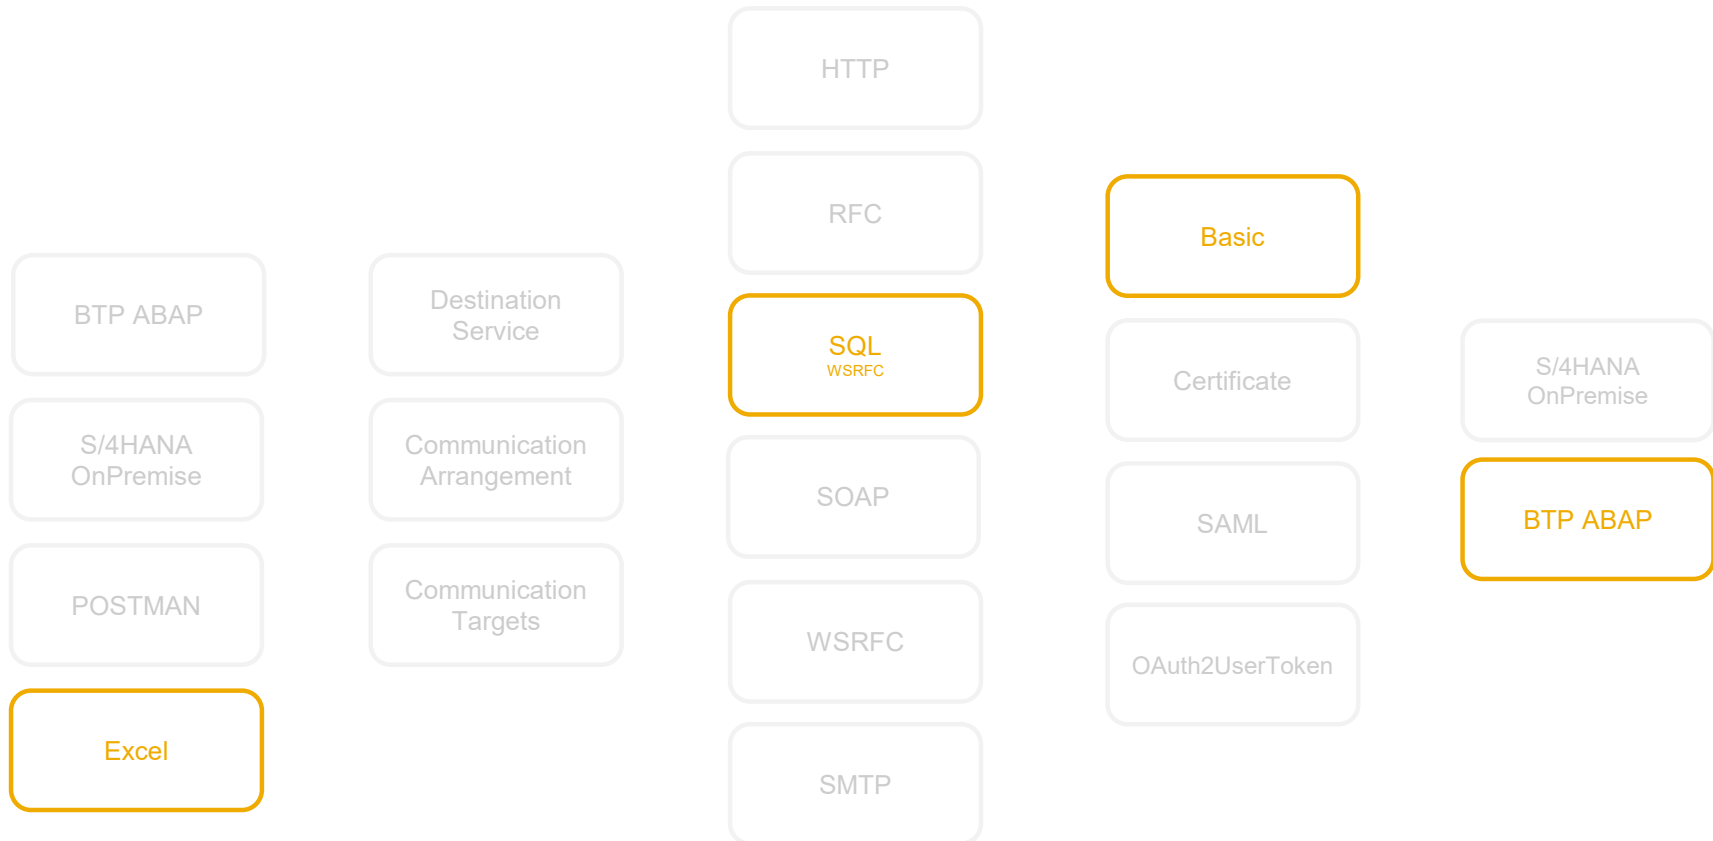 BTP ABAP
S/4HANA
OnPremise
POSTMAN
Excel
Destination
Service
Communication
Arrangement
Communication
Targets
HTTP
RFC
SQL
WSRFC
SOAP
WSRFC
SMTP
Basic
Certificate
SAML
OAuth2UserToken
S/4HANA
OnPremise
BTP ABAP